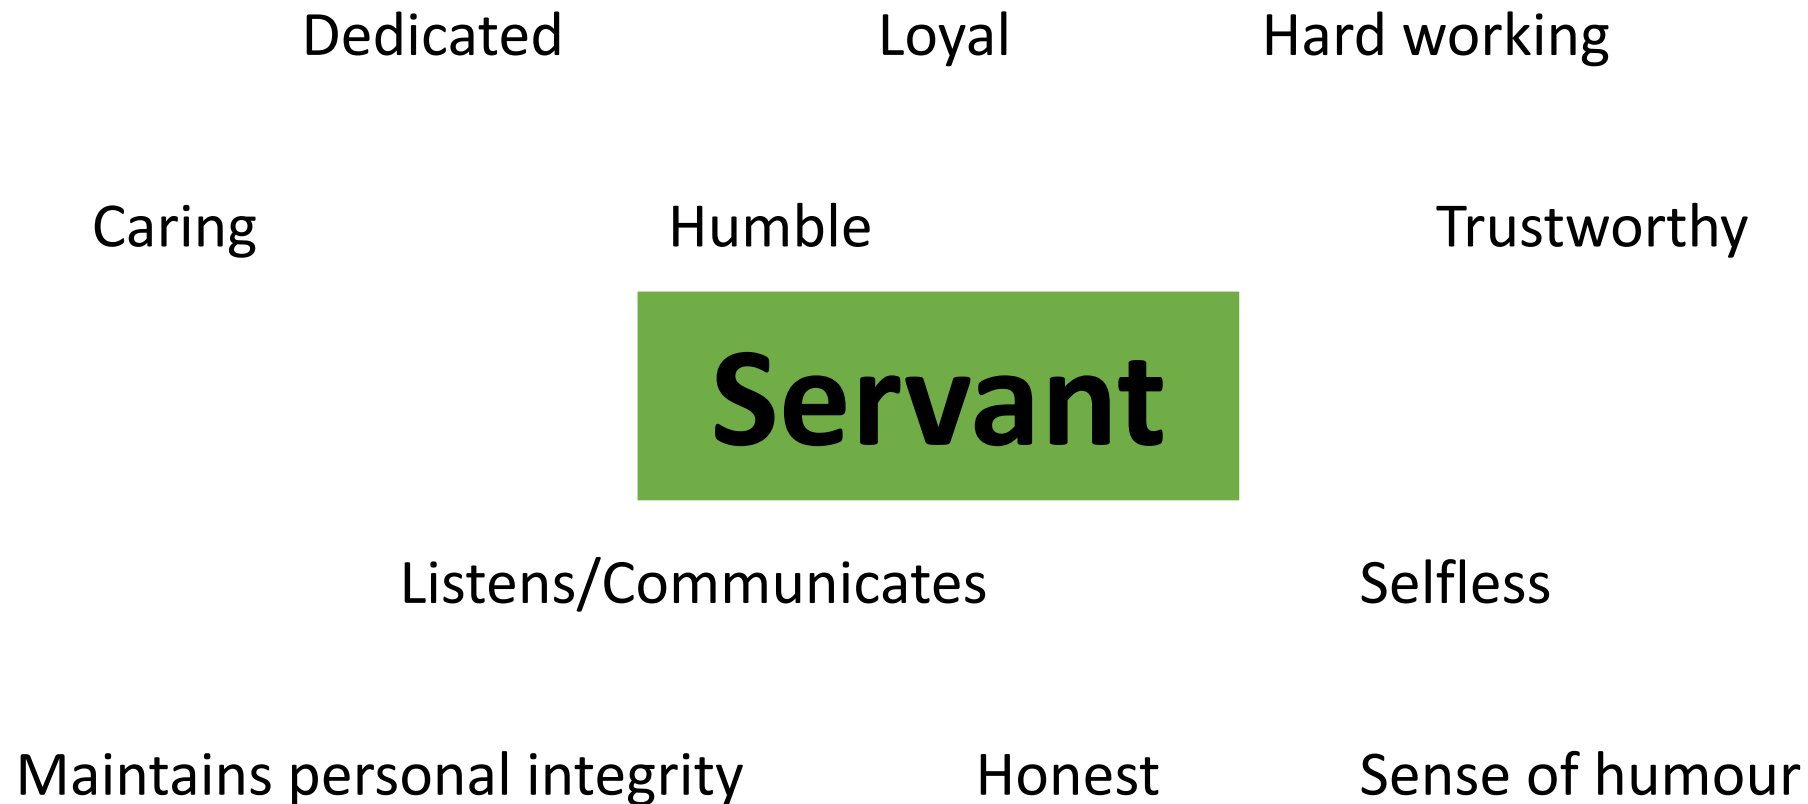 Dedicated Loyal Hard working
Caring Humble Trustworthy
Servant
Listens/Communicates Selfless
Maintains personal integrity Honest Sense of humour